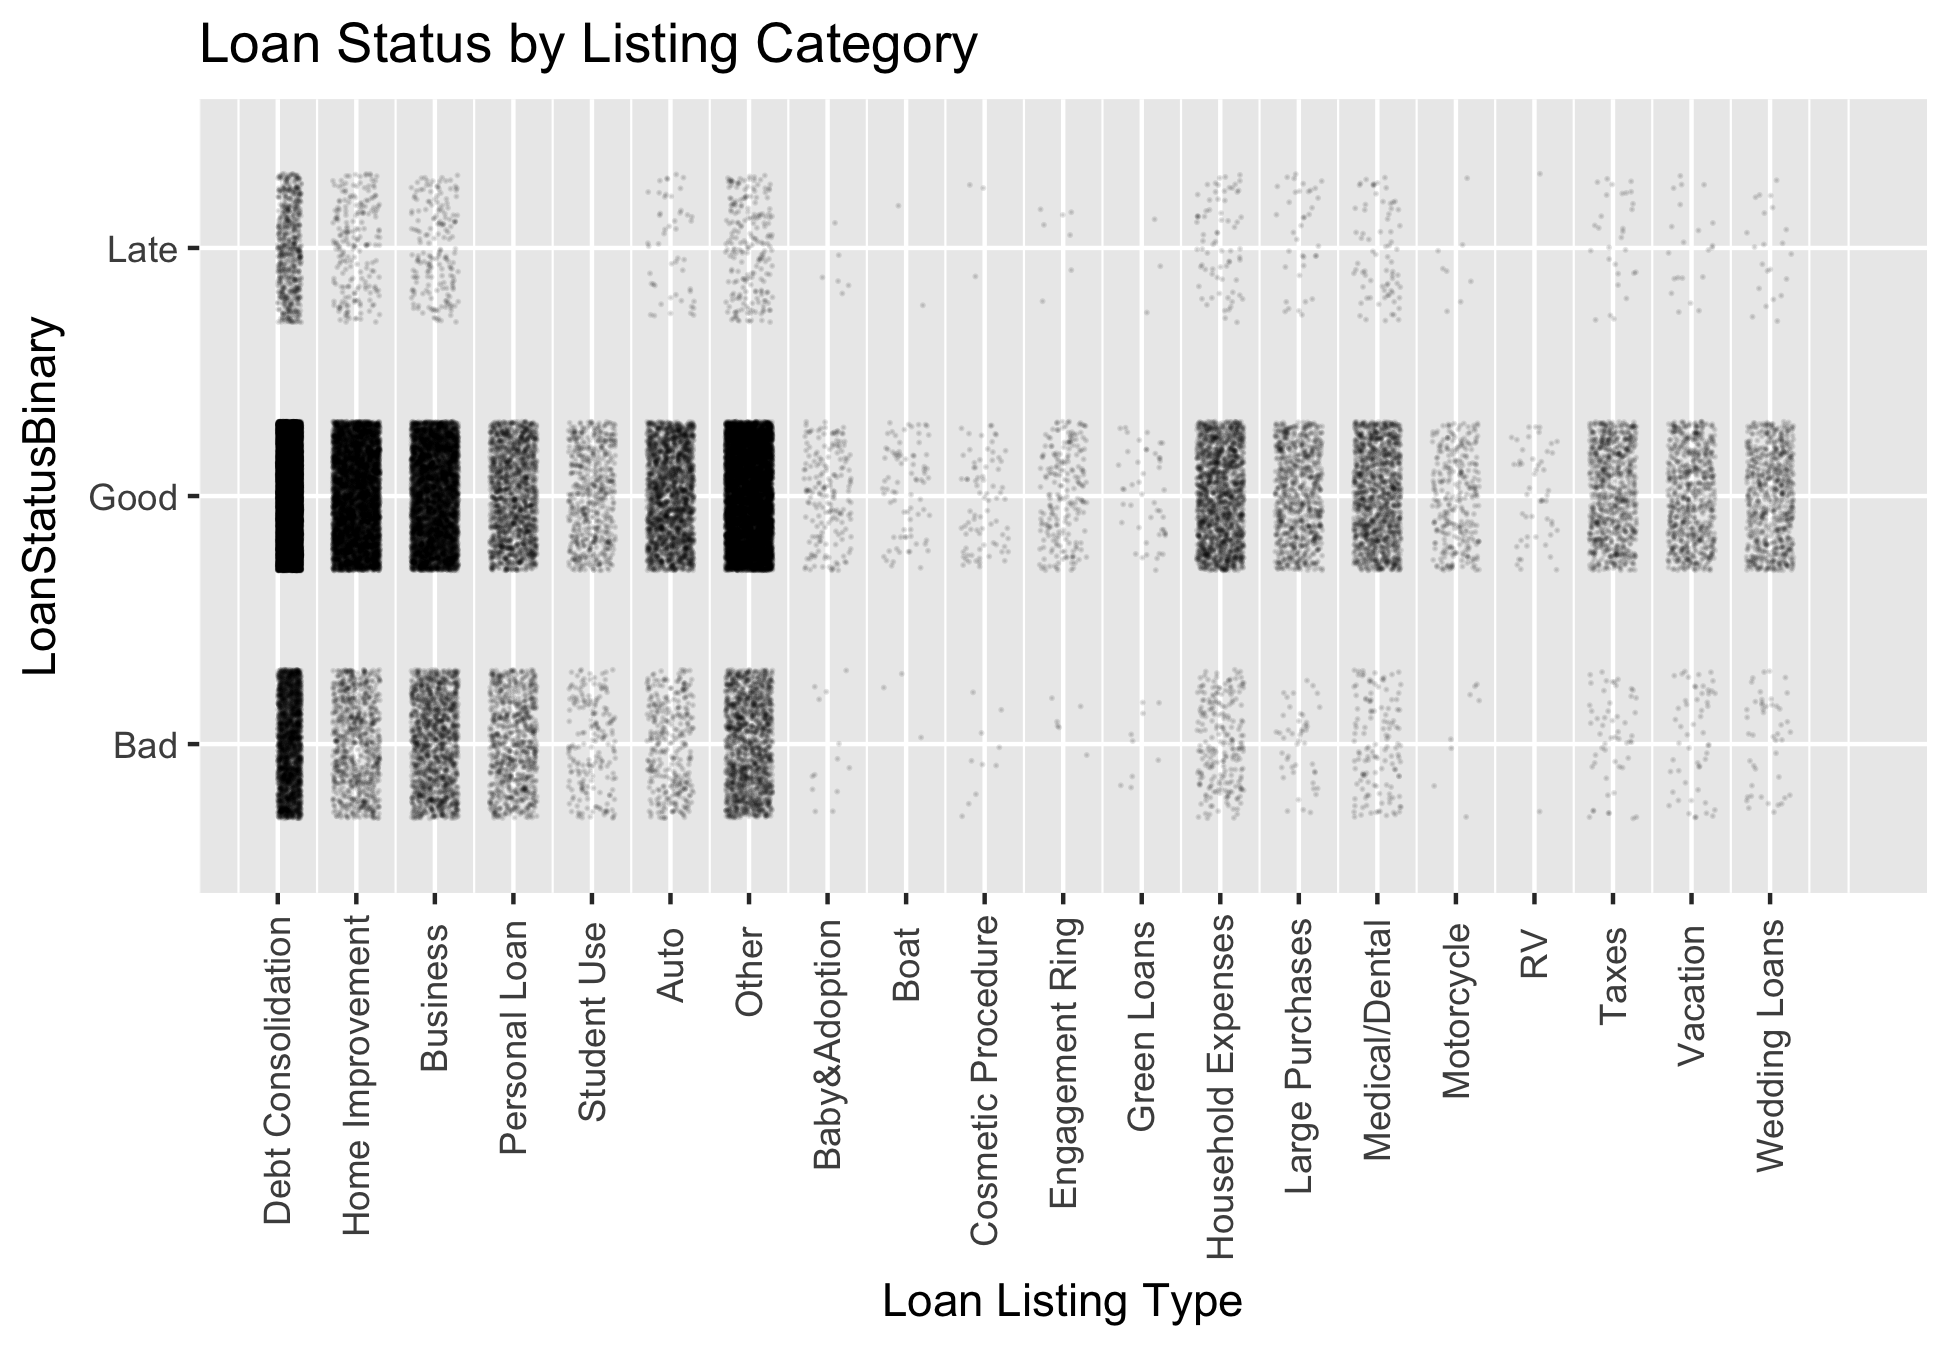 Loan Status by Listing Category
LoanStatusBinary
Late
Good
Bad
Debt Consolidation
Home Improvement
Business
Personal Loan
Student Use
Auto
Other
Baby&Adoption
Boat
Cosmetic Procedure
Engagement Ring
Green Loans
Household Expenses
Large Purchases
Medical/Dental
Motorcycle
RV
Taxes
Vacation
Wedding Loans
Loan Listing Type